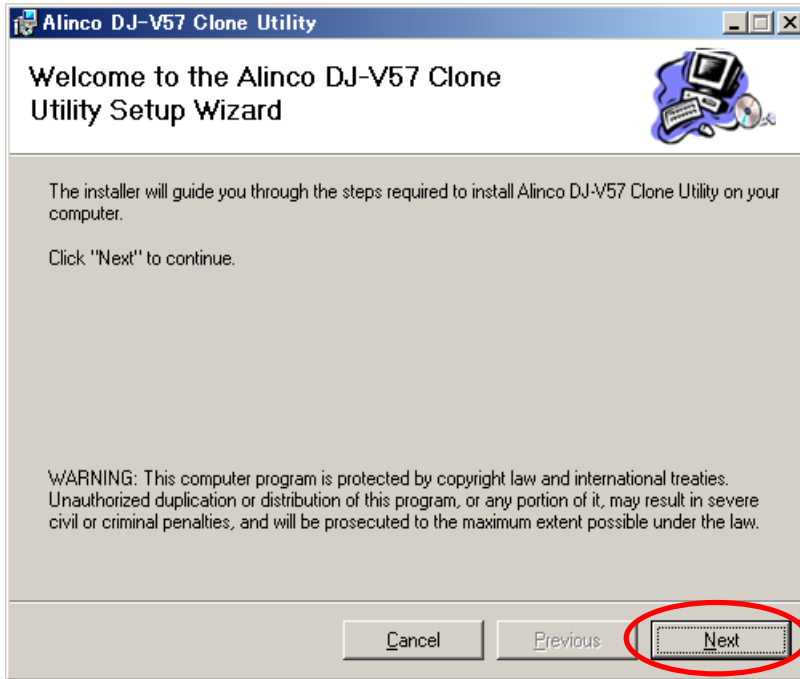 Alinco DJ-V57 Clone Utility
Welcome to the Alinco DJ-V57 Clone
Utility Setup Wizard
The installer will guide you through the steps required to install Alinco DJ-V57 Clone Utility on your
computer.
Click "Next" to continue.
WARNING: This computer program is protected by copyright law and international treaties.
Unauthorized duplication or distribution of this program, or any portion of it, may result in severe
civil or criminal penalties, and will be prosecuted to the maximum extent possible under the law.
Cancel Previous Next